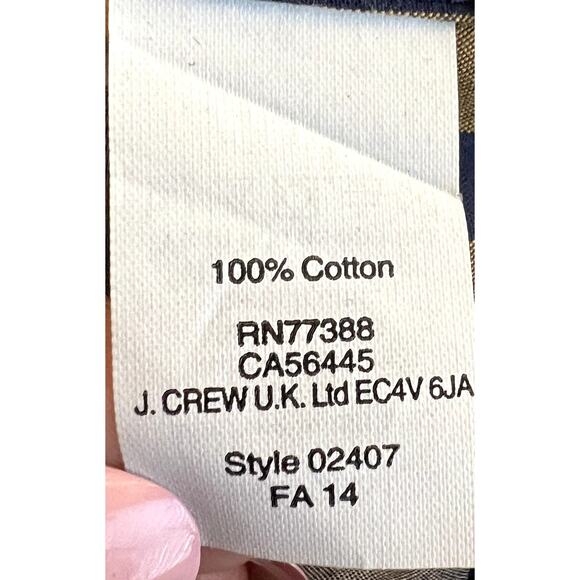 100% Cotton
RN77388
CA56445
J. CREW U.K. Ltd EC4V 6JA
Style 02407
FA 14